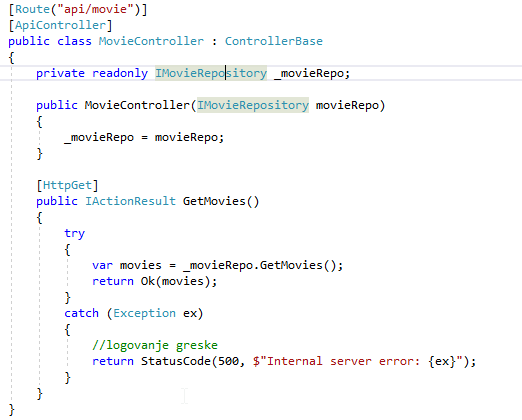 [Route("api/movie")]
[ApiController]
public class MovieController : ControllerBase
{
    private readonly IMovieRepository _movieRepo;

    public MovieController(IMovieRepository movieRepo)
    {
        _movieRepo = movieRepo;
    }

    [HttpGet]
    public IActionResult GetMovies()
    {
        try
        {
            var movies = _movieRepo.GetMovies();
            return Ok(movies);
        }
        catch (Exception ex)
        {
            //logovanje greske
            return StatusCode(500, $"Internal server error: {ex}");
        }
    }
}